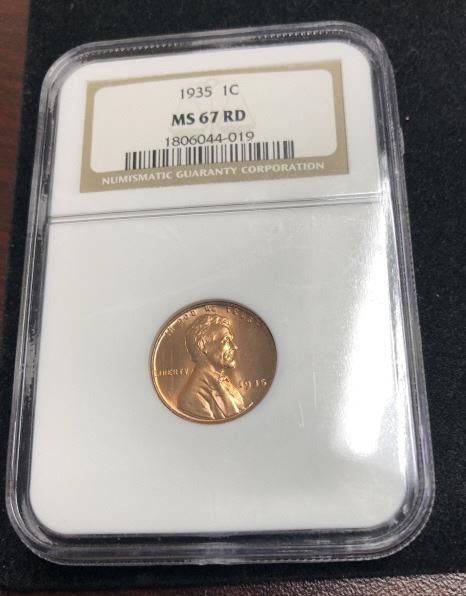 1935 1C
MS 67 RD
1806044-019
NUMISMATIC GUARANTY CORPORATION
IN GOD WE TRUST
LIBERTY
1935